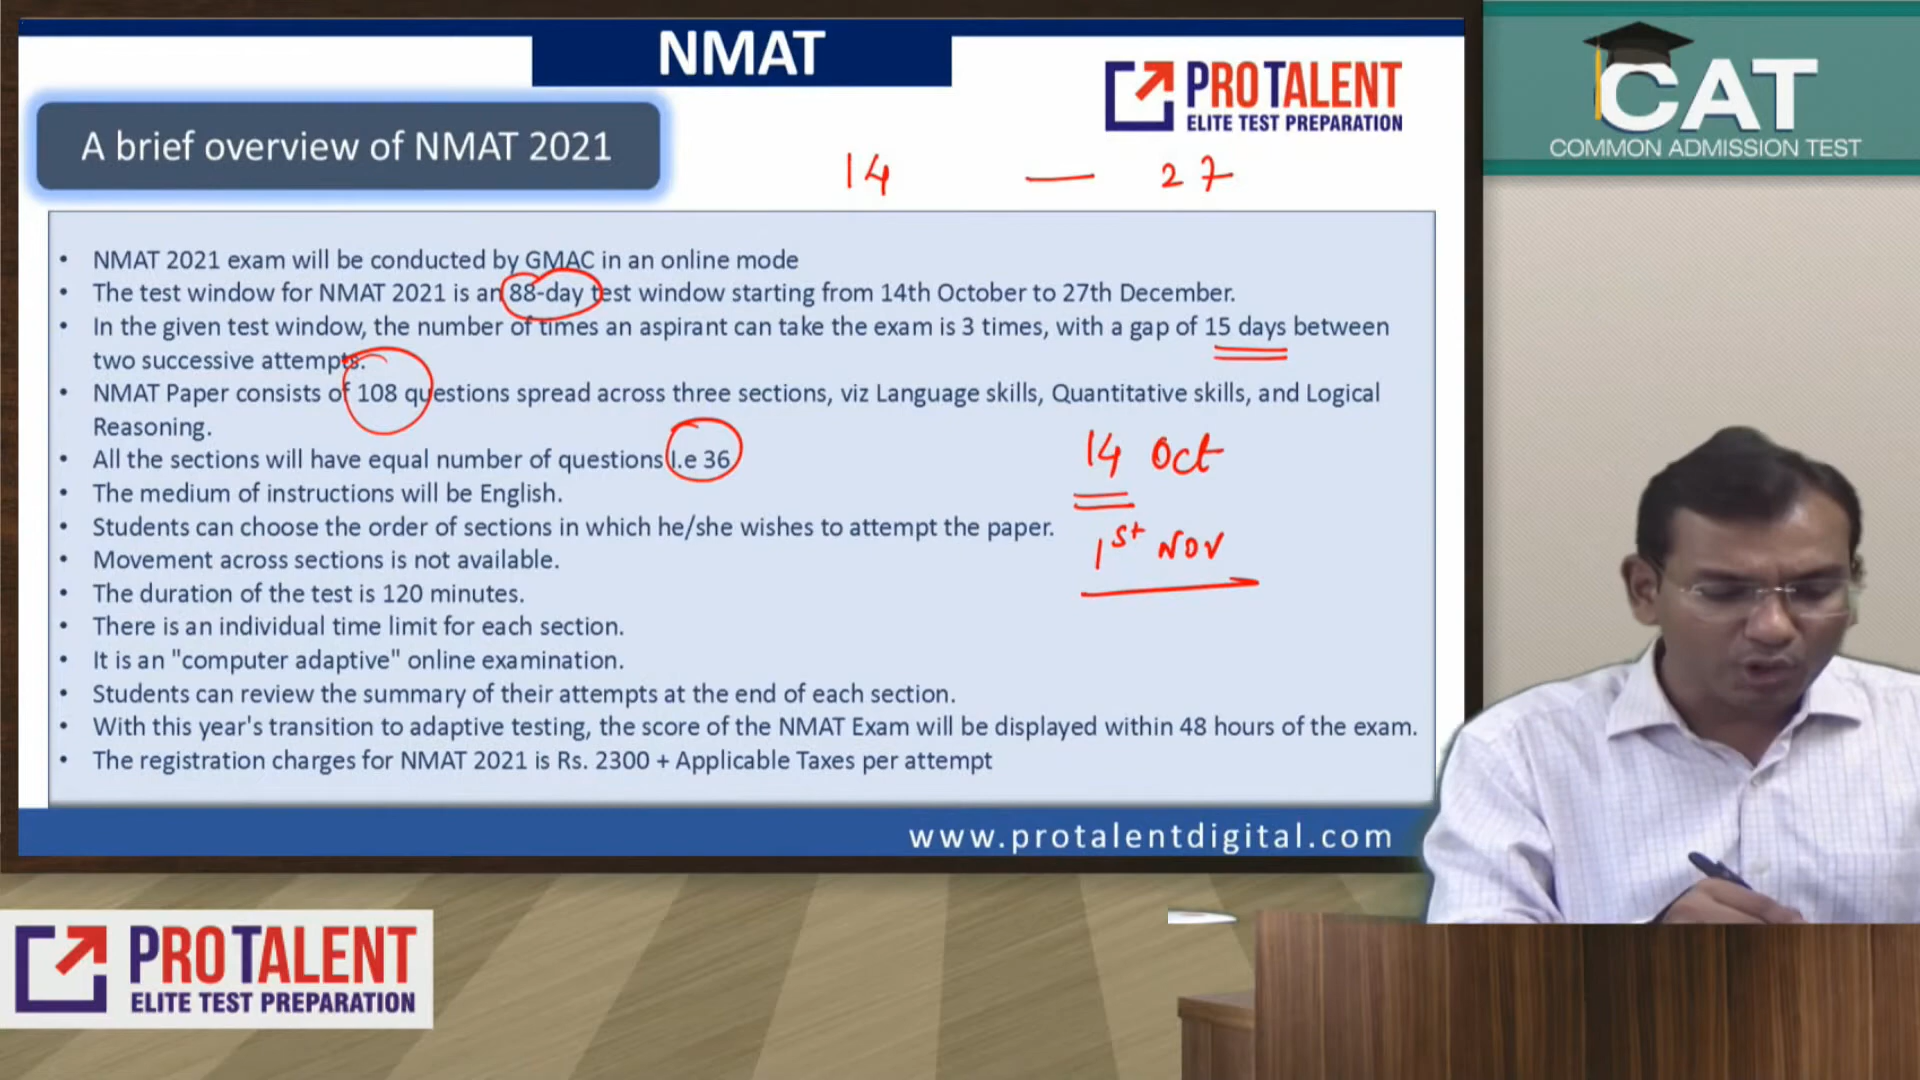 NMAT
PROTALENT
ELITE TEST PREPARATION
CAT
COMMON ADMISSION TEST
A brief overview of NMAT 2021
14 — 27
• NMAT 2021 exam will be conducted by GMAC in an online mode
• The test window for NMAT 2021 is an 88-day test window starting from 14th October to 27th December.
• In the given test window, the number of times an aspirant can take the exam is 3 times, with a gap of 15 days between
two successive attempts.
• NMAT Paper consists of 108 questions spread across three sections, viz Language skills, Quantitative skills, and Logical
Reasoning.
• All the sections will have equal number of questions I.e 36
• The medium of instructions will be English.
• Students can choose the order of sections in which he/she wishes to attempt the paper.
• Movement across sections is not available.
• The duration of the test is 120 minutes.
• There is an individual time limit for each section.
• It is an "computer adaptive" online examination.
• Students can review the summary of their attempts at the end of each section.
• With this year's transition to adaptive testing, the score of the NMAT Exam will be displayed within 48 hours of the exam.
• The registration charges for NMAT 2021 is Rs. 2300 + Applicable Taxes per attempt
14 Oct
1st NOV
www.protalentdigital.com
PROTALENT
ELITE TEST PREPARATION